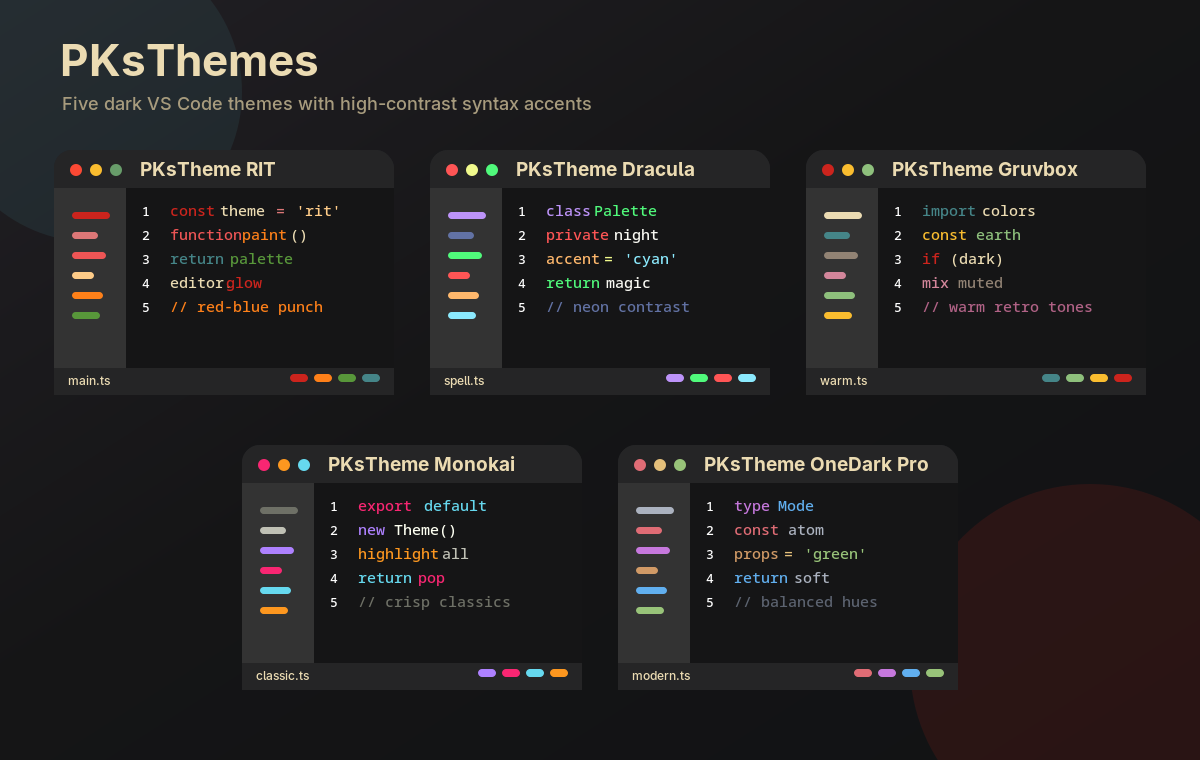 PKsThemes
Five dark VS Code themes with high-contrast syntax accents
PKsTheme RIT
1 const theme = 'rit'
2 functionpaint()
3 return palette
4 editorglow
5 // red-blue punch
main.ts
PKsTheme Dracula
1 class Palette
2 private night
3 accent = 'cyan'
4 return magic
5 // neon contrast
spell.ts
PKsTheme Gruvbox
1 import colors
2 const earth
3 if (dark)
4 mix muted
5 // warm retro tones
warm.ts
PKsTheme Monokai
1 export default
2 new Theme()
3 highlight all
4 return pop
5 // crisp classics
classic.ts
PKsTheme OneDark Pro
1 type Mode
2 const atom
3 props = 'green'
4 return soft
5 // balanced hues
modern.ts